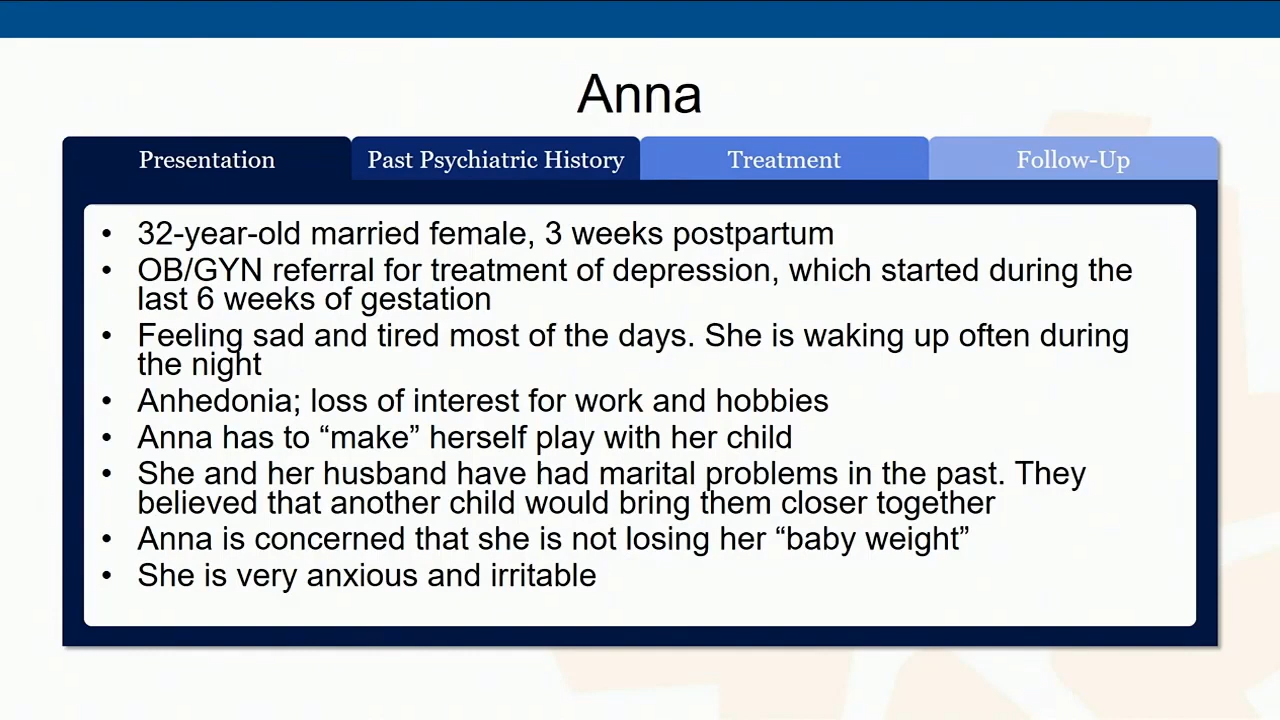 Anna
Presentation
Past Psychiatric History
Treatment
Follow-Up
• 32-year-old married female, 3 weeks postpartum
• OB/GYN referral for treatment of depression, which started during the
last 6 weeks of gestation
• Feeling sad and tired most of the days. She is waking up often during
the night
• Anhedonia; loss of interest for work and hobbies
• Anna has to “make” herself play with her child
• She and her husband have had marital problems in the past. They
believed that another child would bring them closer together
• Anna is concerned that she is not losing her “baby weight”
• She is very anxious and irritable